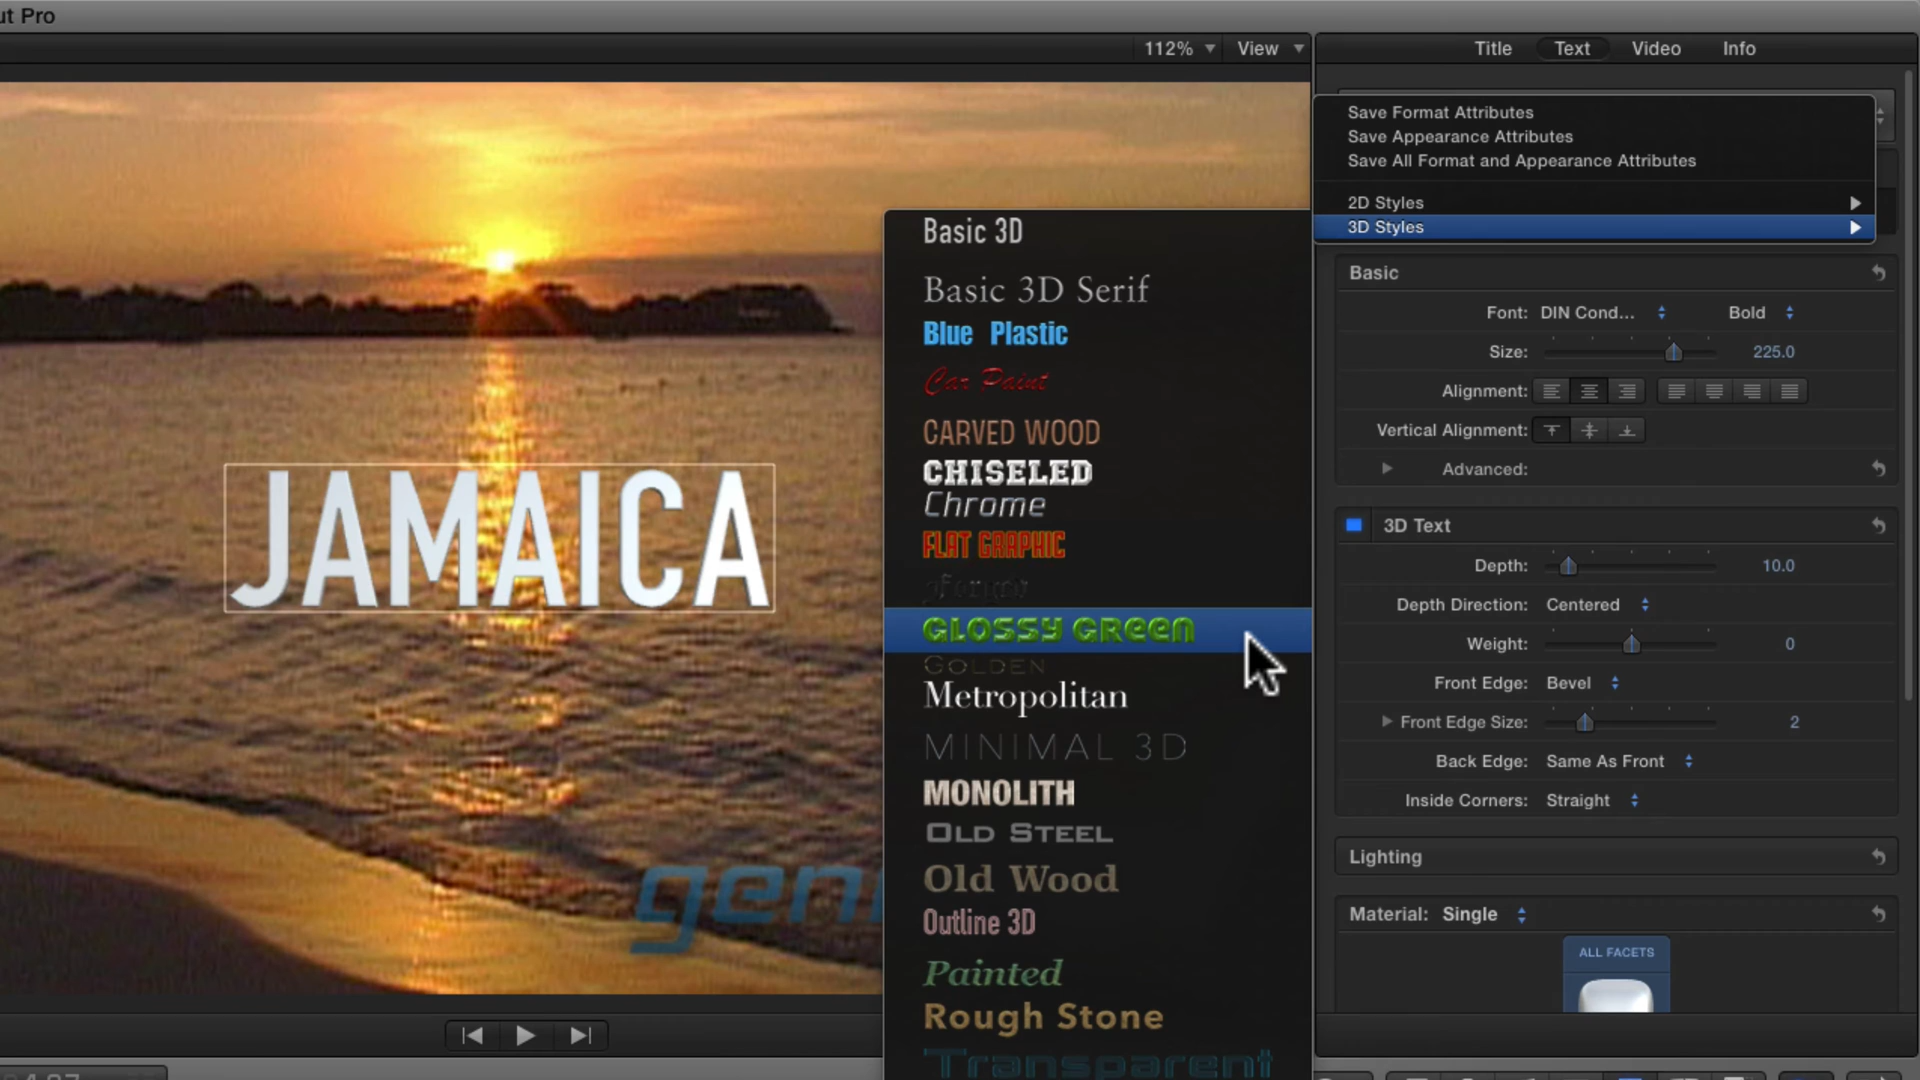 ut Pro
112%
View
Title
Text
Video
Info
Save Format Attributes
Save Appearance Attributes
Save All Format and Appearance Attributes
2D Styles
3D Styles
Basic 3D
Basic 3D Serif
Blue Plastic
Car Paint
CARVED WOOD
CHISELED
Chrome
FLAT GRAPHIC
Forged
GLOSSY GReen
GOLDEN
Metropolitan
MINIMAL 3D
MONOLITH
OLD STEEL
Old Wood
Outline 3D
Painted
Rough Stone
Transparent
JAMAICA
gen
Basic
Font: DIN Cond... Bold
Size: 225.0
Alignment:
Vertical Alignment:
Advanced:
3D Text
Depth: 10.0
Depth Direction: Centered
Weight: 0
Front Edge: Bevel
Front Edge Size: 2
Back Edge: Same As Front
Inside Corners: Straight
Lighting
Material: Single
ALL FACETS